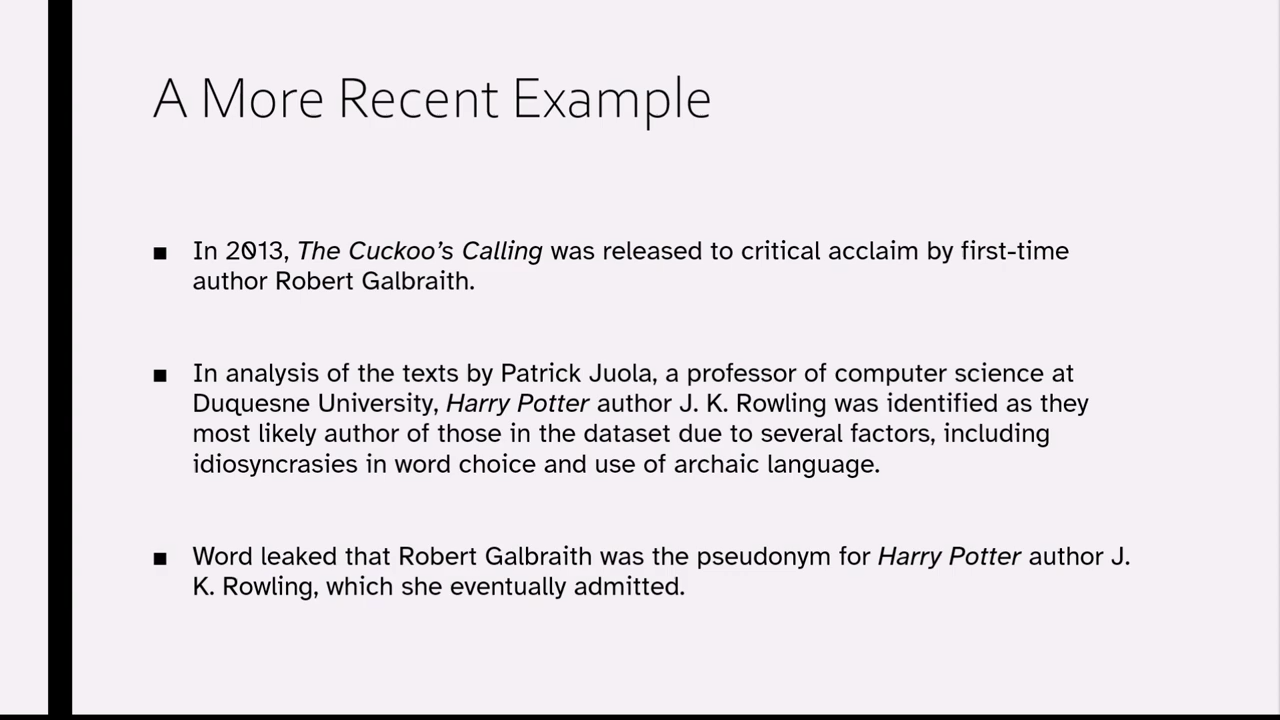 A More Recent Example
■ In 2013, The Cuckoo’s Calling was released to critical acclaim by first-time
author Robert Galbraith.
■ In analysis of the texts by Patrick Juola, a professor of computer science at
Duquesne University, Harry Potter author J. K. Rowling was identified as they
most likely author of those in the dataset due to several factors, including
idiosyncrasies in word choice and use of archaic language.
■ Word leaked that Robert Galbraith was the pseudonym for Harry Potter author J.
K. Rowling, which she eventually admitted.